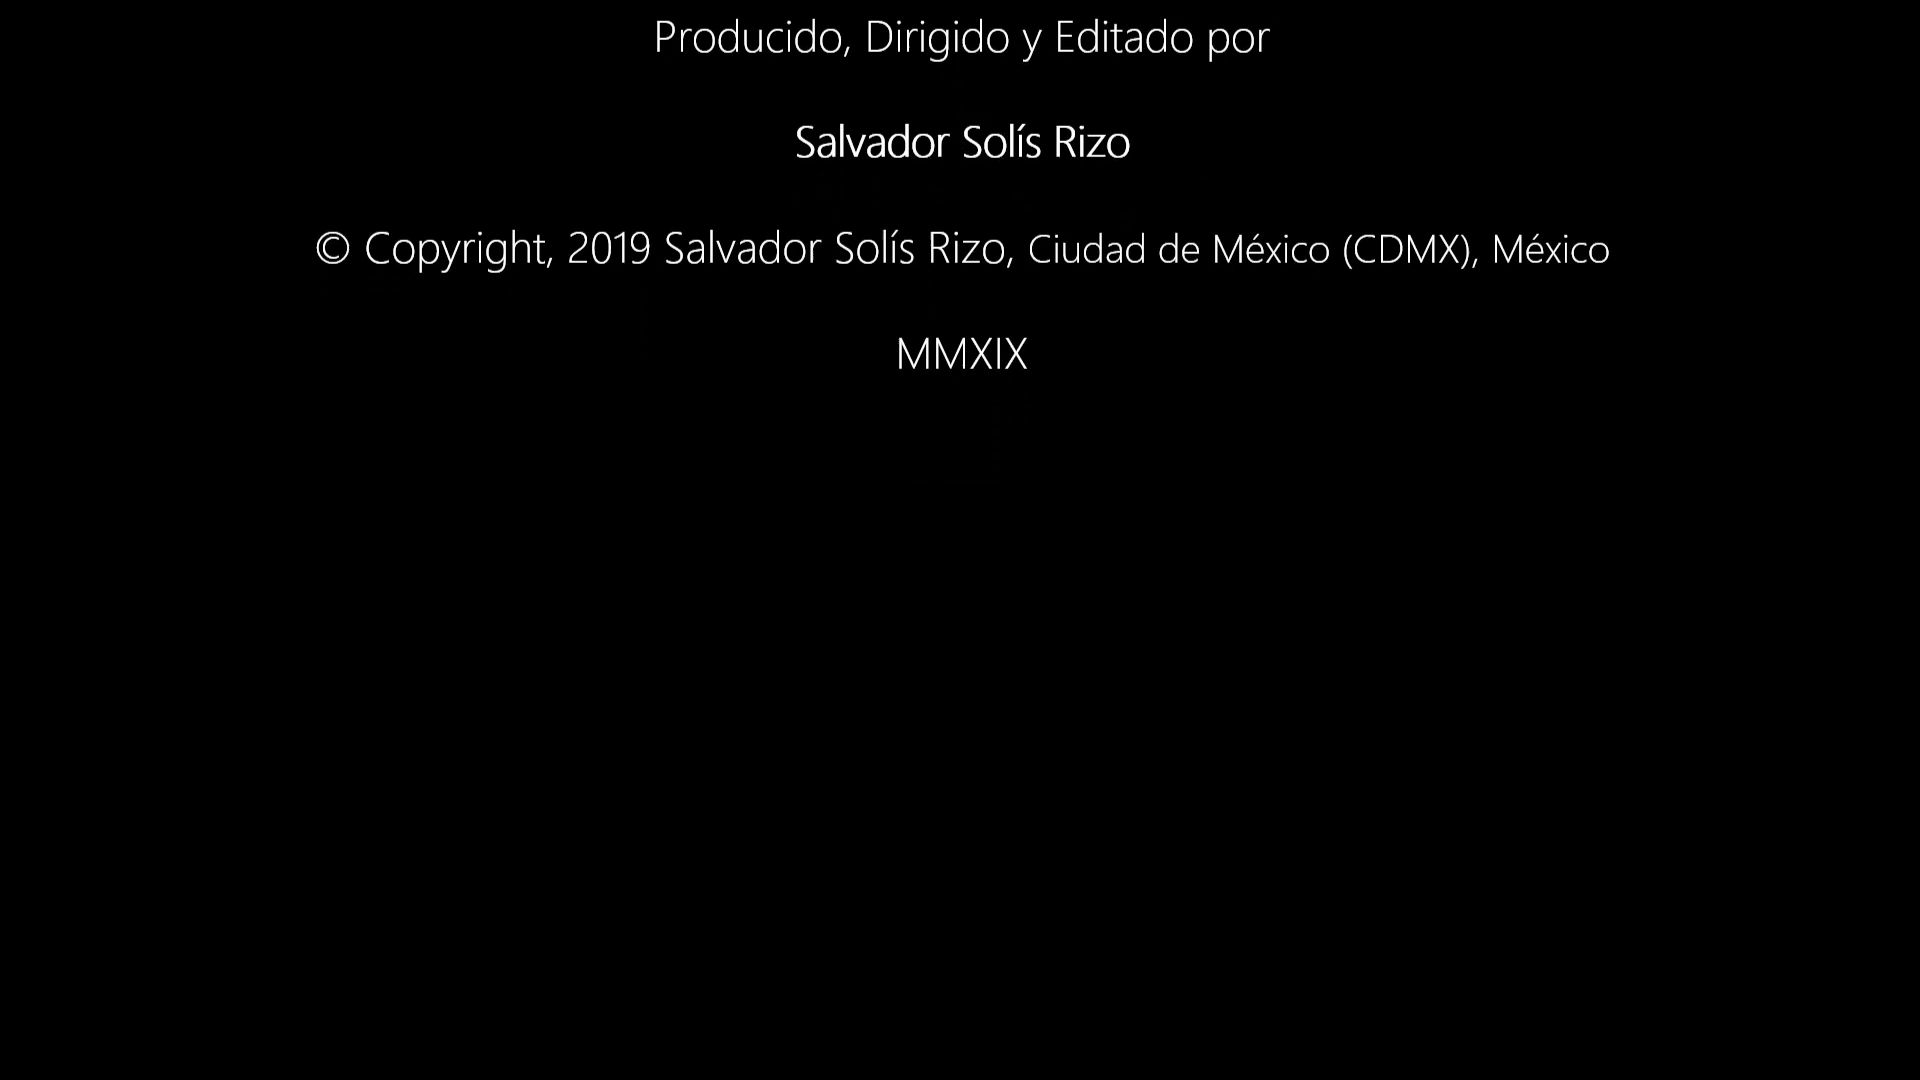 Producido, Dirigido y Editado por
Salvador Solís Rizo
© Copyright, 2019 Salvador Solís Rizo, Ciudad de México (CDMX), México
MMXIX